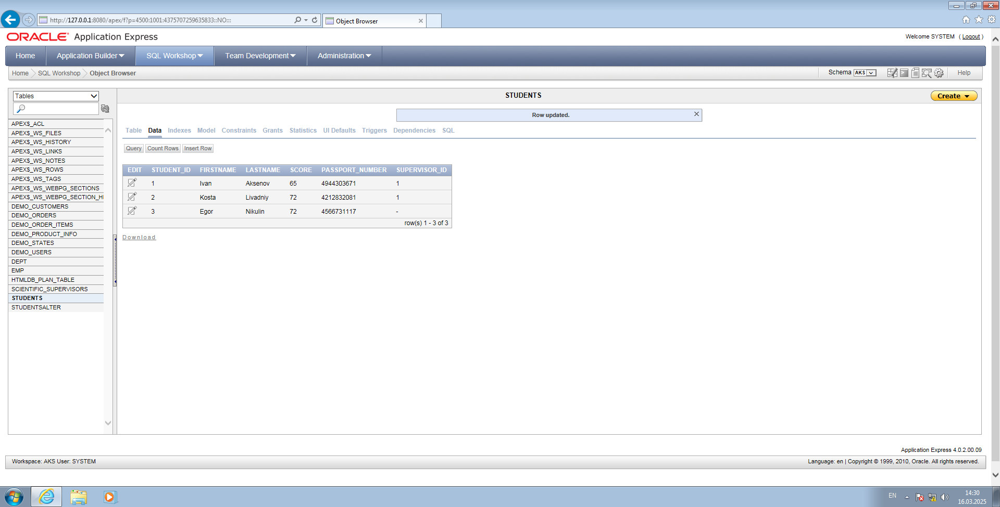 http://127.0.0.1:8080/apex/f?p=4500:1001:4375707259635833::NO:::
Object Browser
ORACLE Application Express
Welcome SYSTEM ( Logout )
Home Application Builder SQL Workshop Team Development Administration
Home SQL Workshop Object Browser
Schema AKS Help
Tables
STUDENTS
Create
Row updated.
Table Data Indexes Model Constraints Grants Statistics UI Defaults Triggers Dependencies SQL
Query Count Rows Insert Row
EDIT STUDENT_ID FIRSTNAME LASTNAME SCORE PASSPORT_NUMBER SUPERVISOR_ID
1 Ivan Aksenov 65 4944303671 1
2 Kosta Livadniy 72 4212832081 1
3 Egor Nikulin 72 4566731117 -
row(s) 1 - 3 of 3
Download
APEX$_ACL
APEX$_WS_FILES
APEX$_WS_HISTORY
APEX$_WS_LINKS
APEX$_WS_NOTES
APEX$_WS_ROWS
APEX$_WS_TAGS
APEX$_WS_WEBPG_SECTIONS
APEX$_WS_WEBPG_SECTION_HI
DEMO_CUSTOMERS
DEMO_ORDERS
DEMO_ORDER_ITEMS
DEMO_PRODUCT_INFO
DEMO_STATES
DEMO_USERS
DEPT
EMP
HTMLDB_PLAN_TABLE
SCIENTIFIC_SUPERVISORS
STUDENTS
STUDENTSALTER
Application Express 4.0.2.00.09
Workspace: AKS User: SYSTEM
Language: en | Copyright © 1999, 2010, Oracle. All rights reserved.
EN
14:30
16.03.2025